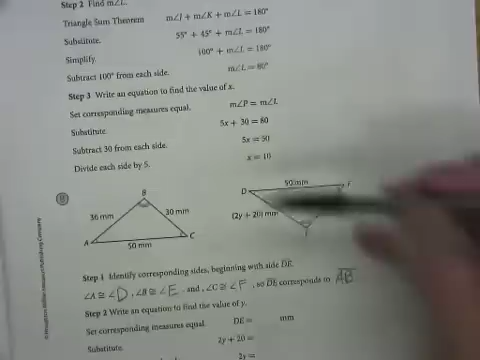 Step 2 Find m∠L.
Triangle Sum Theorem m∠J + m∠K + m∠L = 180°
Substitute. 55° + 45° + m∠L = 180°
Simplify. 100° + m∠L = 180°
Subtract 100° from each side. m∠L = 80°
Step 3 Write an equation to find the value of x.
Set corresponding measures equal. m∠P = m∠L
Substitute. 5x + 30 = 80
Subtract 30 from each side. 5x = 50
Divide each side by 5. x = 10
B
B
36 mm
30 mm
A
C
50 mm
D
50 mm
F
(2y + 20) mm
Step 1 Identify corresponding sides, beginning with side DE.
∠A ≅ ∠D, ∠B ≅ ∠E, and, ∠C ≅ ∠F, so DE corresponds to AB
Step 2 Write an equation to find the value of y.
Set corresponding measures equal. DE = mm
Substitute. 2y + 20 =
2y =